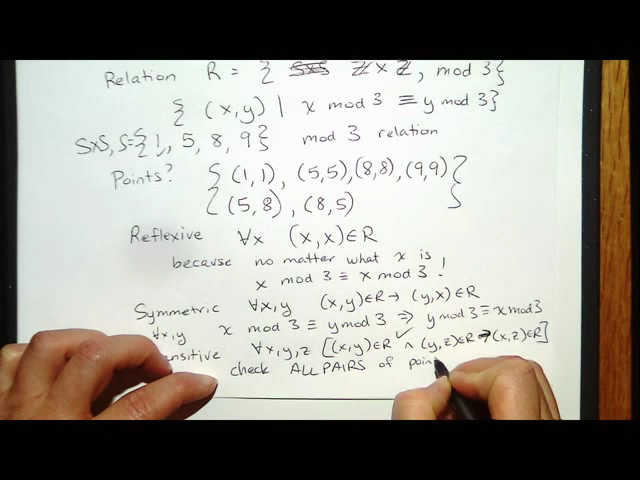 Relation R = { S×S Z × Z, mod 3}
{ (x,y) | x mod 3 ≡ y mod 3}
S×S, S={1, 5, 8, 9} mod 3 relation
Points? { (1,1), (5,5), (8,8), (9,9)
(5,8), (8,5) }
Reflexive ∀x (x,x)∈R
because no matter what x is
x mod 3 ≡ x mod 3!
Symmetric ∀x,y (x,y)∈R → (y,x)∈R
∀x,y x mod 3 ≡ y mod 3 ⇒ y mod 3 ≡ x mod 3
nsitive ∀x,y,z [(x,y)∈R ✓ ∧ (y,z)∈R → (x,z)∈R]
check ALL PAIRS of poin